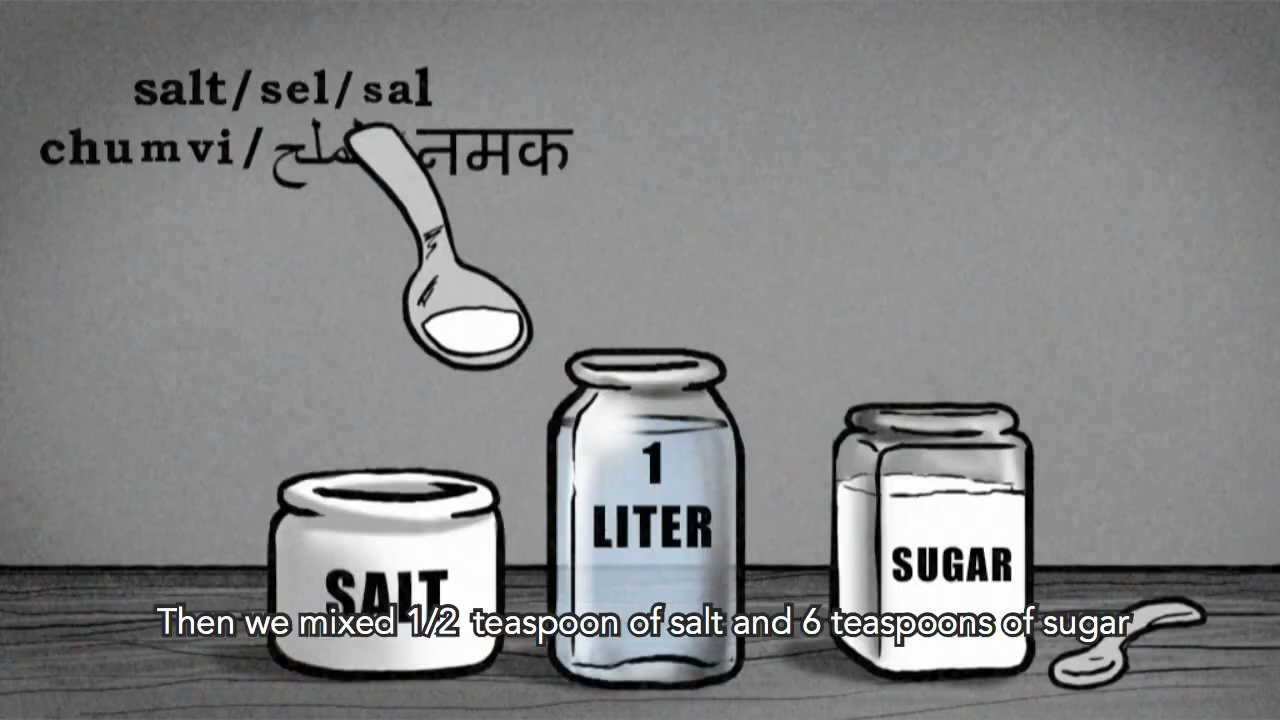 salt/sel/sal
chumvi/ملح नमक
1
LITER
SALT
SUGAR
Then we mixed 1/2 teaspoon of salt and 6 teaspoons of sugar